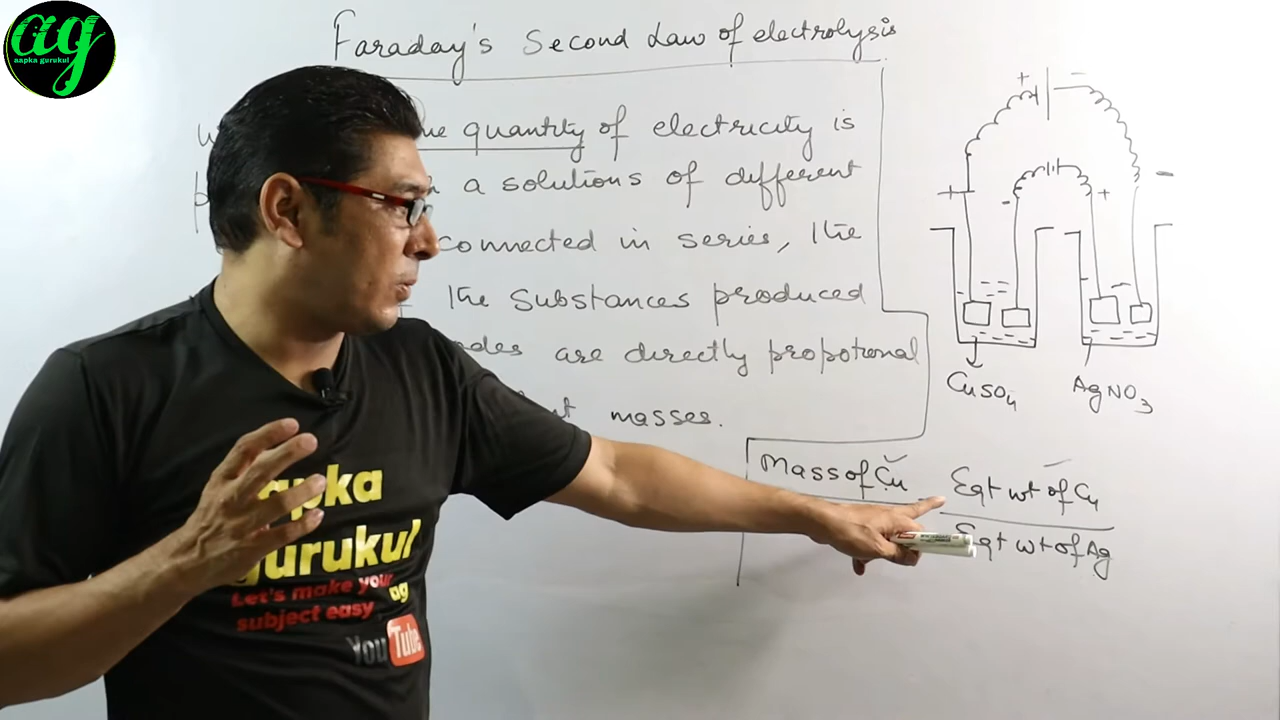 ag
aapka gurukul
Faraday's Second Law of electrolysis
quantity of electricity is
a solutions of different
connected in series, the
the substances produced
are directly propotional
masses.
+ -
+ - + -
CuSO4 AgNO3
Mass of Cu Eqt wt of Cu
Eqt wt of Ag
apka
gurukul
Let's make your
subject easy
ag
YouTube